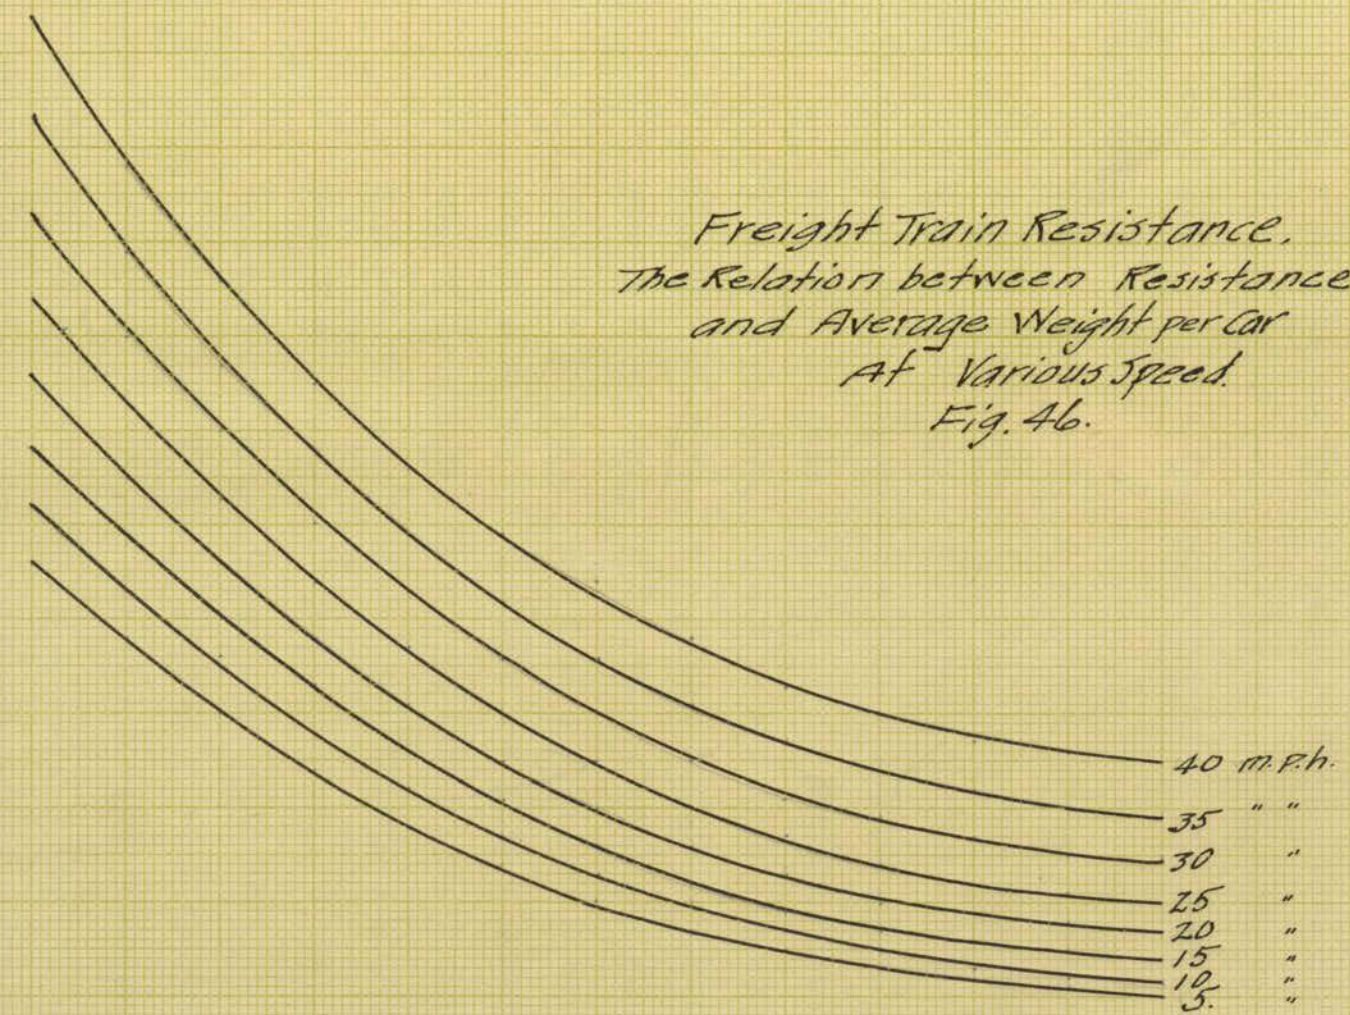 Freight Train Resistance.
The Relation between Resistance
and Average Weight per Car
At Various Speed.
Fig. 46.
40 m.p.h.
35 " "
30 "
25 "
20 "
15 "
10 "
5. "